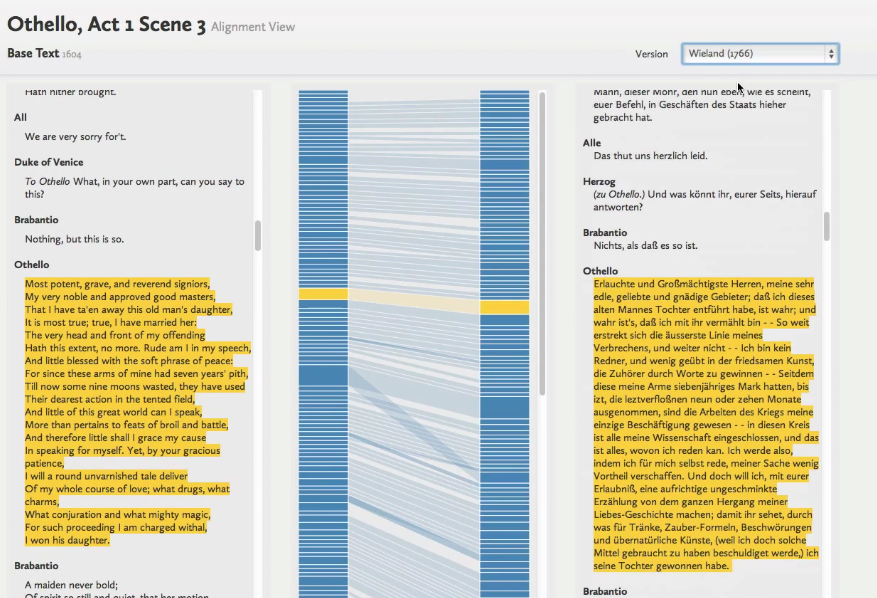 Othello, Act 1 Scene 3 Alignment View
Base Text 1604
Version Wieland (1766)
Hath hither brought.
All
We are very sorry for't.
Duke of Venice
To Othello What, in your own part, can you say to
this?
Brabantio
Nothing, but this is so.
Othello
Most potent, grave, and reverend signiors,
My very noble and approved good masters,
That I have ta'en away this old man's daughter,
It is most true; true, I have married her:
The very head and front of my offending
Hath this extent, no more. Rude am I in my speech,
And little blessed with the soft phrase of peace:
For since these arms of mine had seven years' pith,
Till now some nine moons wasted, they have used
Their dearest action in the tented field,
And little of this great world can I speak,
More than pertains to feats of broil and battle,
And therefore little shall I grace my cause
In speaking for myself. Yet, by your gracious
patience,
I will a round unvarnished tale deliver
Of my whole course of love; what drugs, what
charms,
What conjuration and what mighty magic,
For such proceeding I am charged withal,
I won his daughter.
Brabantio
A maiden never bold;
Of spirit so still and quiet, that her motion
Mann, dieser Mohr, den nun eben, wie es scheint,
euer Befehl, in Geschäften des Staats hieher
gebracht hat.
Alle
Das thut uns herzlich leid.
Herzog
(zu Othello.) Und was könnt ihr, eurer Seits, hierauf
antworten?
Brabantio
Nichts, als daß es so ist.
Othello
Erlauchte und Großmächtigste Herren, meine sehr
edle, geliebte und gnädige Gebieter; daß ich dieses
alten Mannes Tochter entführt habe, ist wahr; und
wahr ist's, daß ich mit ihr vermählt bin - - So weit
erstrekt sich die äusserste Linie meines
Verbrechens, und weiter nicht - - Ich bin kein
Redner, und wenig geübt in der friedsamen Kunst,
die Zuhörer durch Worte zu gewinnen - - Seitdem
diese meine Arme siebenjähriges Mark hatten, bis
izt, die leztverfloßnen neun oder zehen Monate
ausgenommen, sind die Arbeiten des Kriegs meine
einzige Beschäftigung gewesen - - in diesen Kreis
ist alle meine Wissenschaft eingeschlossen, und das
ist alles, wovon ich reden kan. Ich werde also,
indem ich für mich selbst rede, meiner Sache wenig
Vortheil verschaffen. Und doch will ich, mit eurer
Erlaubniß, eine aufrichtige ungeschminkte
Erzählung von dem ganzen Hergang meiner
Liebes-Geschichte machen; damit ihr sehet, durch
was für Tränke, Zauber-Formeln, Beschwörungen
und übernatürliche Künste, (weil ich doch solche
Mittel gebraucht zu haben beschuldiget werde,) ich
seine Tochter gewonnen habe.
Brabantio